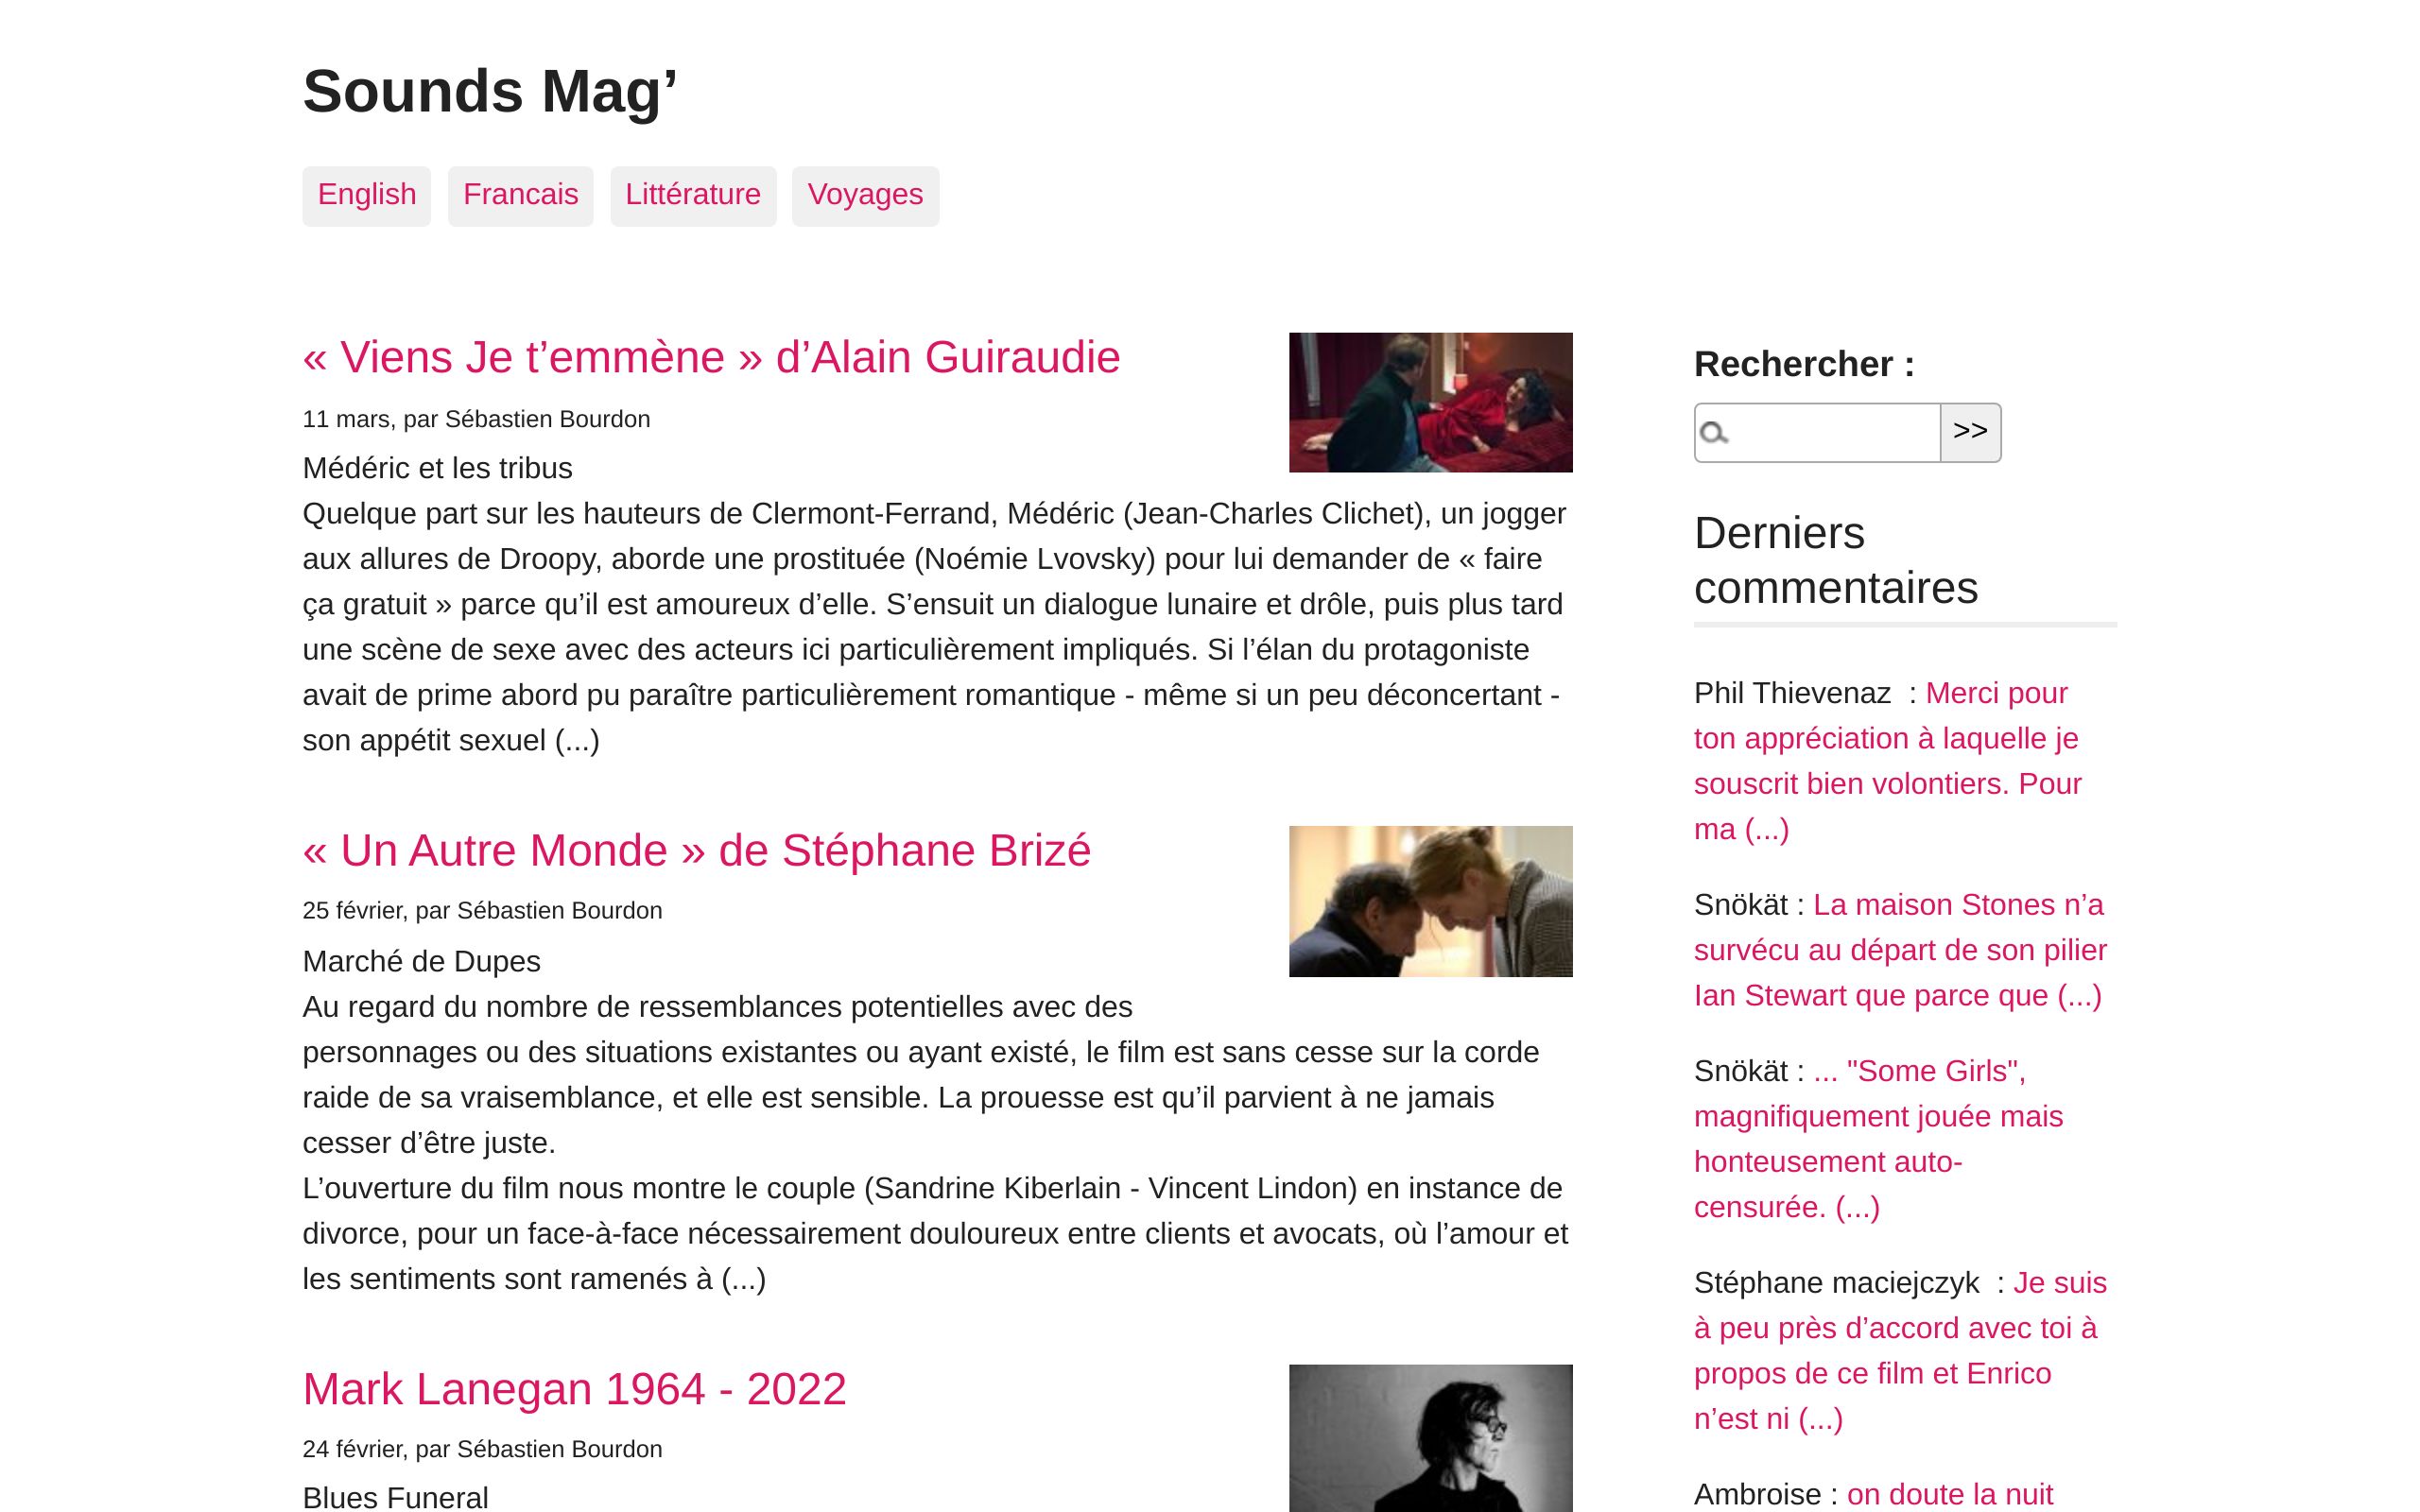 Sounds Mag’
English
Francais
Littérature
Voyages
« Viens Je t’emmène » d’Alain Guiraudie
11 mars, par Sébastien Bourdon
Médéric et les tribus
Quelque part sur les hauteurs de Clermont-Ferrand, Médéric (Jean-Charles Clichet), un jogger
aux allures de Droopy, aborde une prostituée (Noémie Lvovsky) pour lui demander de « faire
ça gratuit » parce qu’il est amoureux d’elle. S’ensuit un dialogue lunaire et drôle, puis plus tard
une scène de sexe avec des acteurs ici particulièrement impliqués. Si l’élan du protagoniste
avait de prime abord pu paraître particulièrement romantique - même si un peu déconcertant -
son appétit sexuel (...)
« Un Autre Monde » de Stéphane Brizé
25 février, par Sébastien Bourdon
Marché de Dupes
Au regard du nombre de ressemblances potentielles avec des
personnages ou des situations existantes ou ayant existé, le film est sans cesse sur la corde
raide de sa vraisemblance, et elle est sensible. La prouesse est qu’il parvient à ne jamais
cesser d’être juste.
L’ouverture du film nous montre le couple (Sandrine Kiberlain - Vincent Lindon) en instance de
divorce, pour un face-à-face nécessairement douloureux entre clients et avocats, où l’amour et
les sentiments sont ramenés à (...)
Mark Lanegan 1964 - 2022
24 février, par Sébastien Bourdon
Blues Funeral
Rechercher :
>>
Derniers
commentaires
Phil Thievenaz  : Merci pour
ton appréciation à laquelle je
souscrit bien volontiers. Pour
ma (...)
Snökät : La maison Stones n’a
survécu au départ de son pilier
Ian Stewart que parce que (...)
Snökät : ... "Some Girls",
magnifiquement jouée mais
honteusement auto-
censurée. (...)
Stéphane maciejczyk  : Je suis
à peu près d’accord avec toi à
propos de ce film et Enrico
n’est ni (...)
Ambroise : on doute la nuit